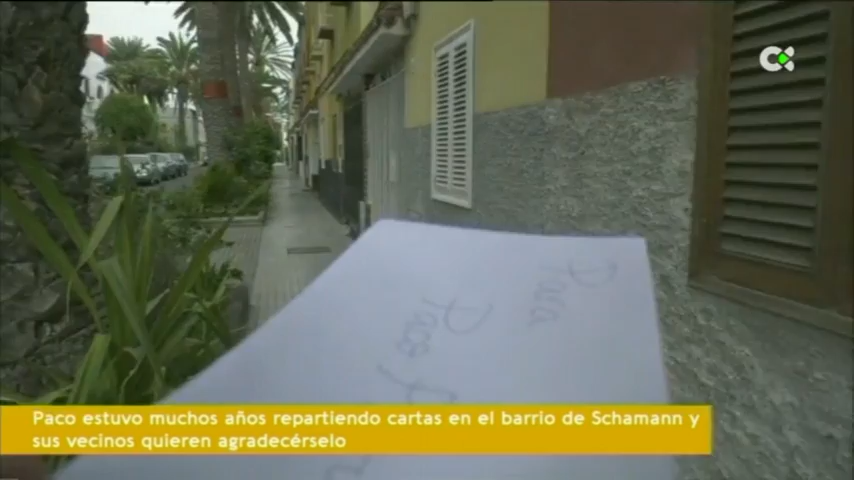 Para
Paco
Paco estuvo muchos años repartiendo cartas en el barrio de Schamann y
sus vecinos quieren agradecérselo